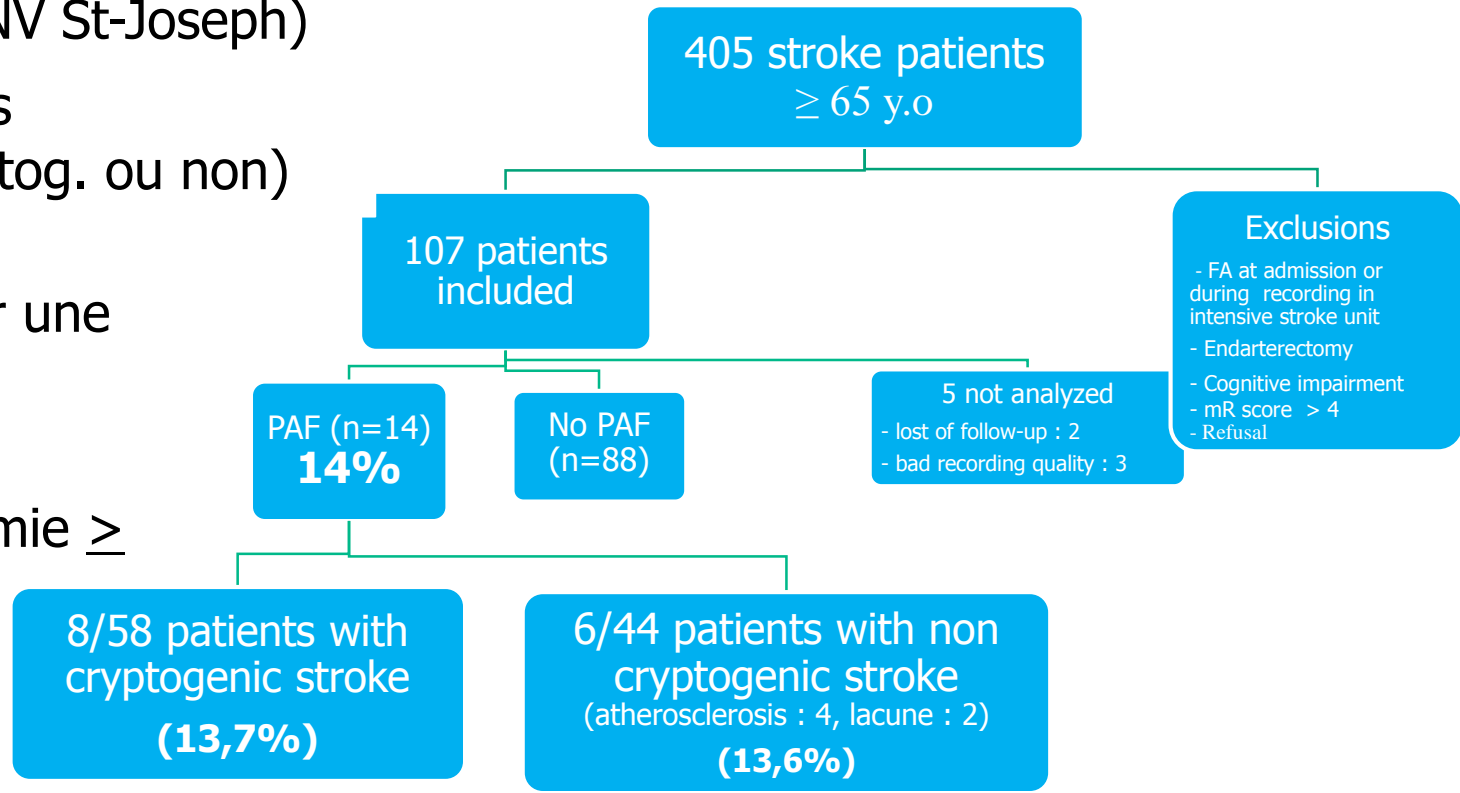 NV St-Joseph)
s
tog. ou non)
r une
mie >
405 stroke patients
≥ 65 y.o
107 patients
included
Exclusions
- FA at admission or
during recording in
intensive stroke unit
- Endarterectomy
- Cognitive impairment
- mR score > 4
- Refusal
PAF (n=14)
14%
No PAF
(n=88)
5 not analyzed
- lost of follow-up : 2
- bad recording quality : 3
8/58 patients with
cryptogenic stroke
(13,7%)
6/44 patients with non
cryptogenic stroke
(atherosclerosis : 4, lacune : 2)
(13,6%)